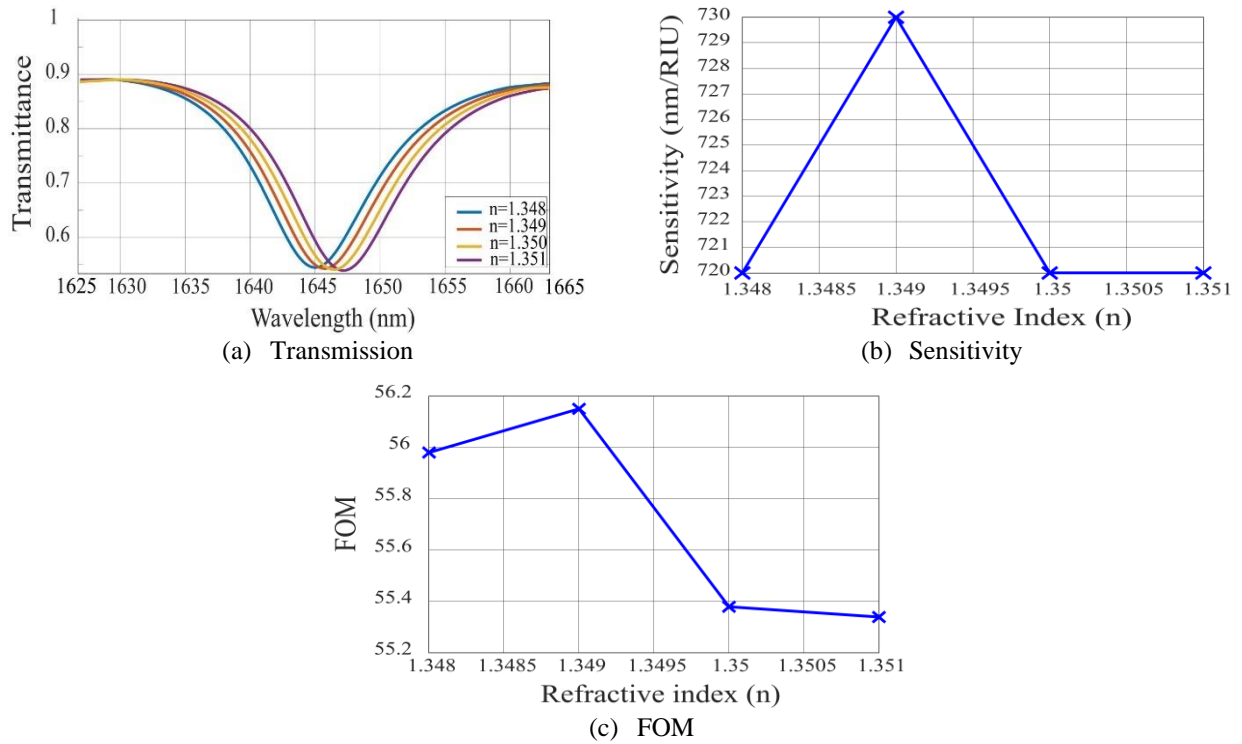 1
0.9
0.8
0.7
0.6
Transmittance
n=1.348
n=1.349
n=1.350
n=1.351
1625 1630 1635 1640 1645 1650 1655 1660 1665
Wavelength (nm)
(a) Transmission
730
729
728
727
726
725
724
723
722
721
720
Sensitivity (nm/RIU)
1.348 1.3485 1.349 1.3495 1.35 1.3505 1.351
Refractive Index (n)
(b) Sensitivity
56.2
56
55.8
55.6
55.4
55.2
FOM
1.348 1.3485 1.349 1.3495 1.35 1.3505 1.351
Refractive index (n)
(c) FOM